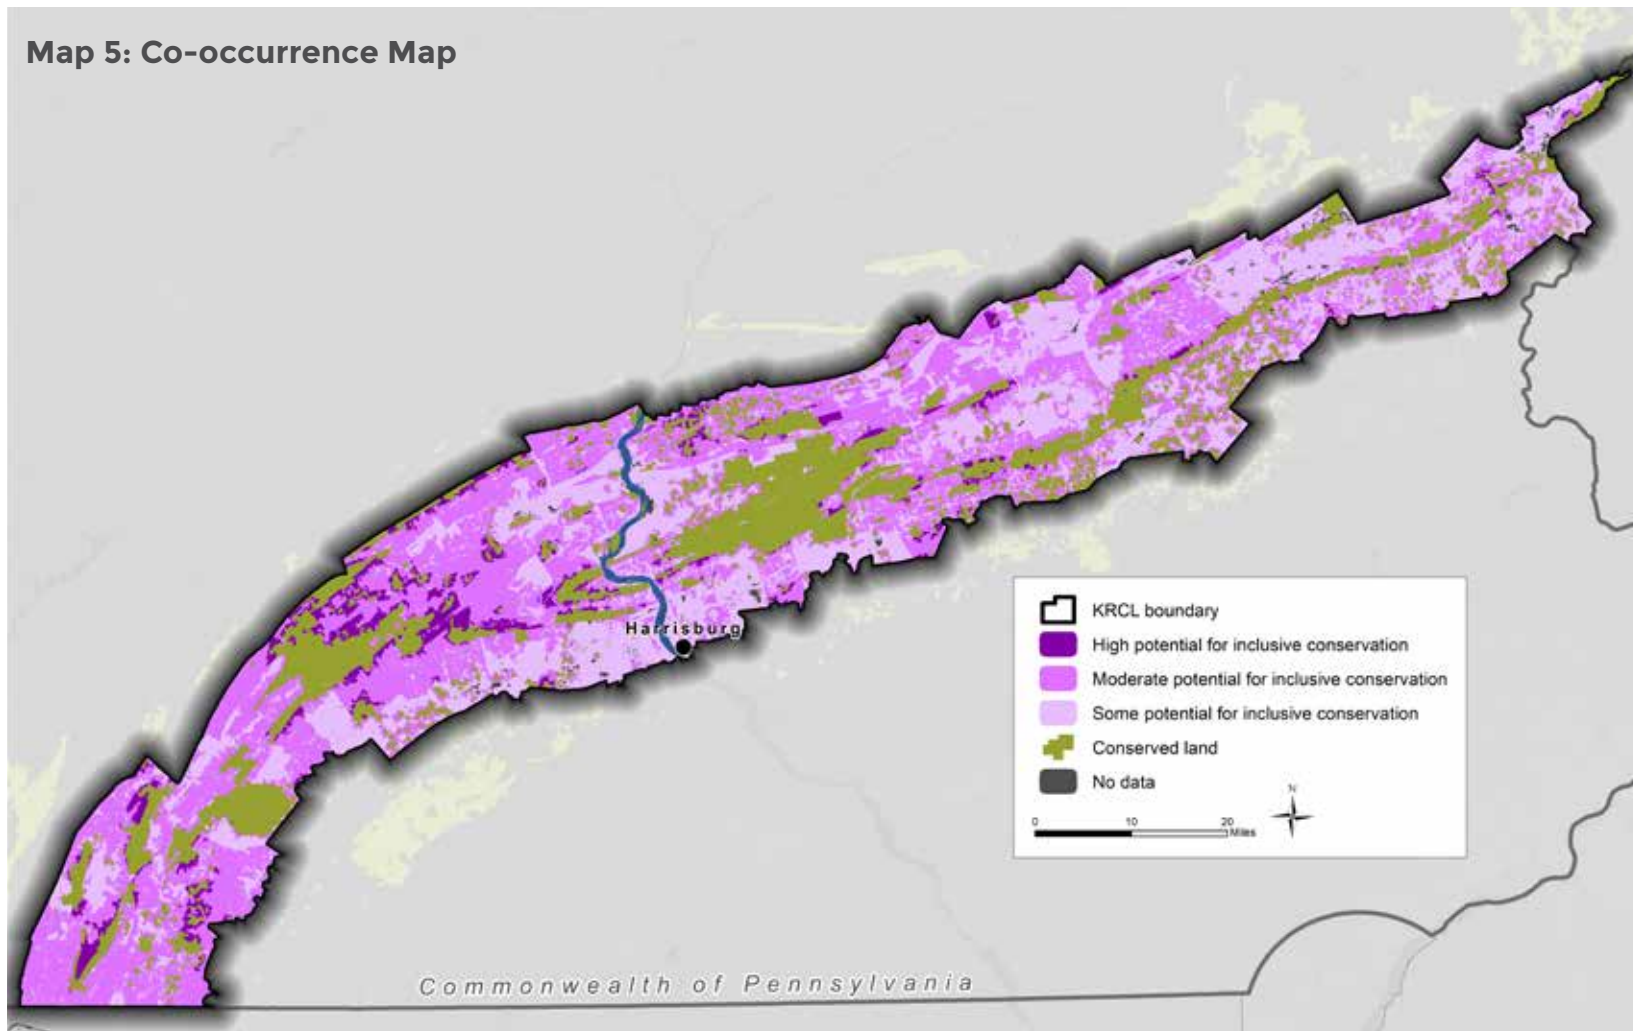 Map 5: Co-occurrence Map
Harrisburg
KRCL boundary
High potential for inclusive conservation
Moderate potential for inclusive conservation
Some potential for inclusive conservation
Conserved land
No data
N
0 10 20
Miles
Commonwealth of Pennsylvania